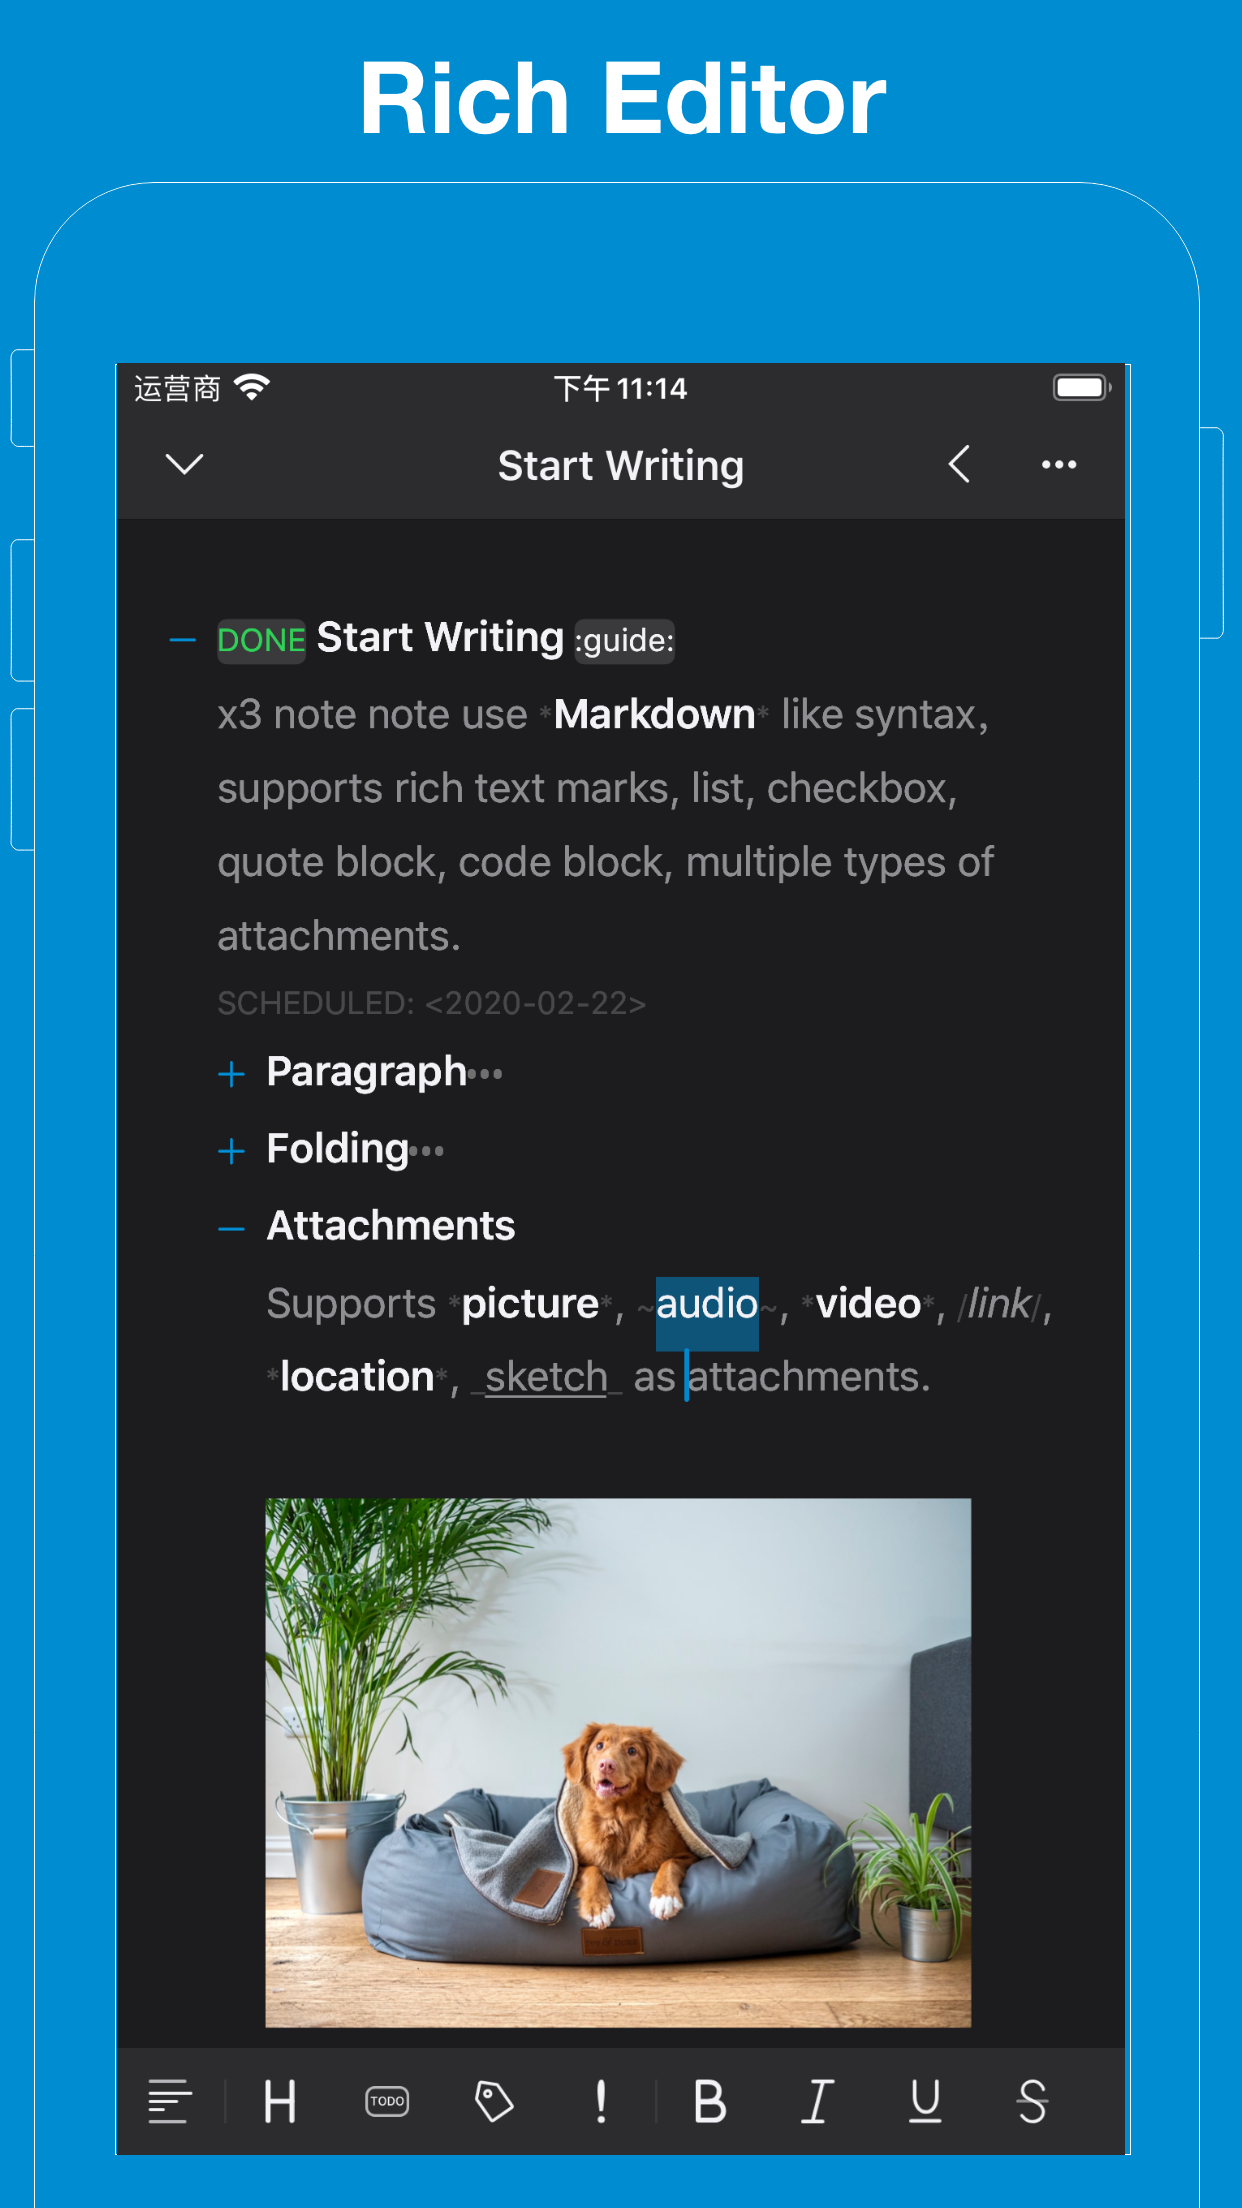 Rich Editor
运营商 下午 11:14
Start Writing
DONE Start Writing :guide:
x3 note note use *Markdown* like syntax,
supports rich text marks, list, checkbox,
quote block, code block, multiple types of
attachments.
SCHEDULED: <2020-02-22>
Paragraph•••
Folding•••
Attachments
Supports *picture*, ~audio~, *video*, /link/,
*location*, _sketch_ as attachments.
H TODO ! B I U S